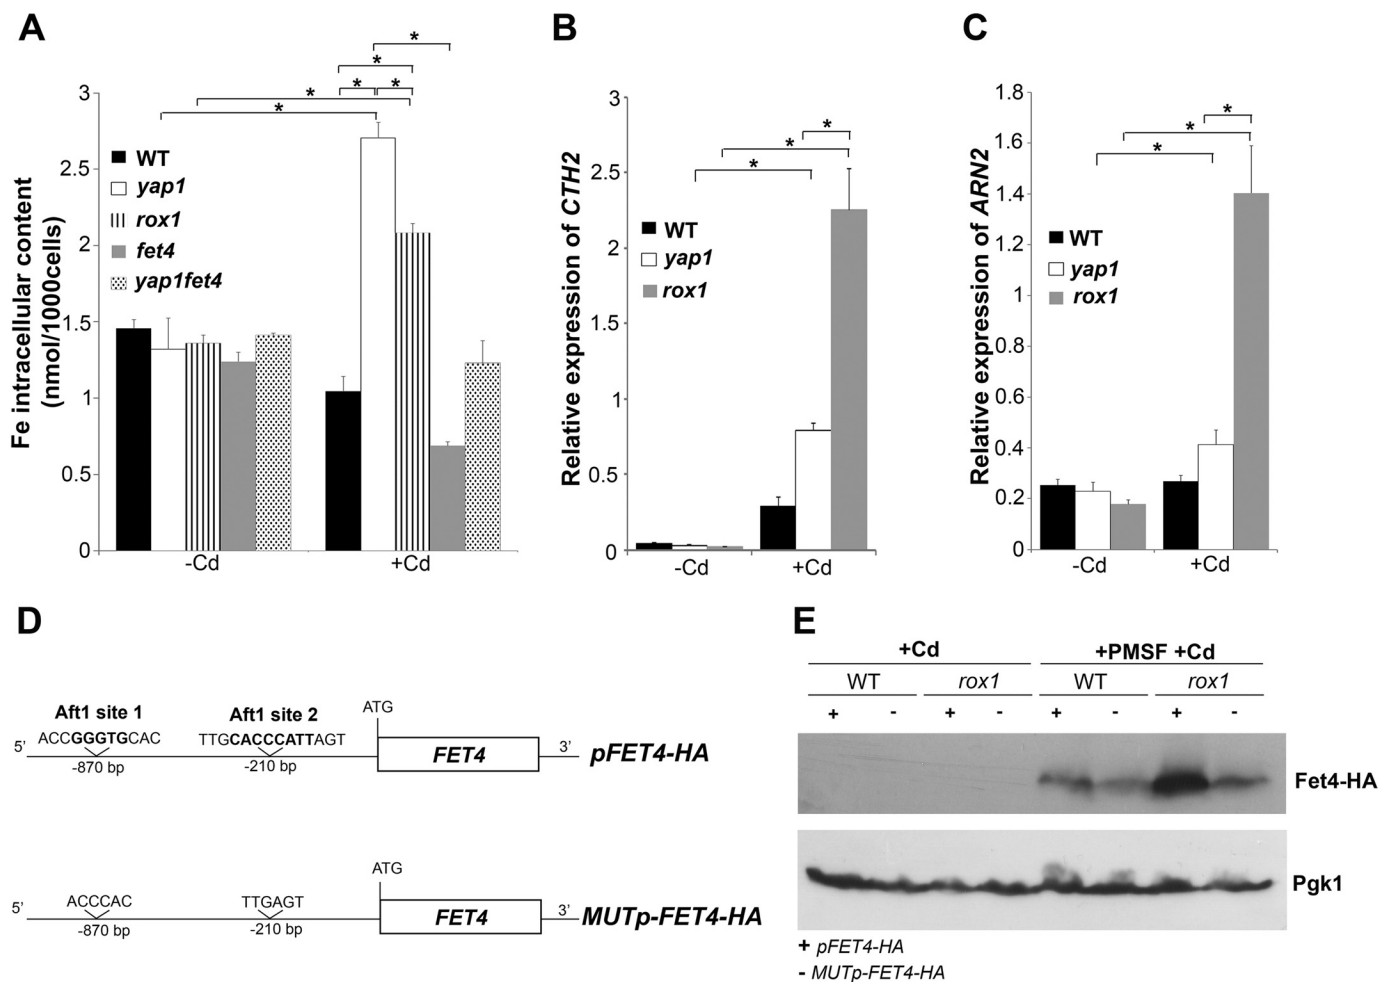 A
Fe intracellular content
(nmol/1000cells)
3
2.5
2
1.5
1
0.5
0
WT
yap1
rox1
fet4
yap1fet4
* * * * * *
-Cd +Cd
B
Relative expression of CTH2
3
2.5
2
1.5
1
0.5
0
WT
yap1
rox1
* * *
-Cd +Cd
C
Relative expression of ARN2
1.8
1.6
1.4
1.2
1
0.8
0.6
0.4
0.2
0
WT
yap1
rox1
* * *
-Cd +Cd
D
Aft1 site 1 Aft1 site 2 ATG
ACCGGGTGCAC TTGCACCCATTAGT
5' FET4 3' pFET4-HA
-870 bp -210 bp
ATG
ACCCAC TTGAGT
5' FET4 3' MUTp-FET4-HA
-870 bp -210 bp
E
+Cd +PMSF +Cd
WT rox1 WT rox1
+ - + - + - + -
Fet4-HA
Pgk1
+ pFET4-HA
- MUTp-FET4-HA